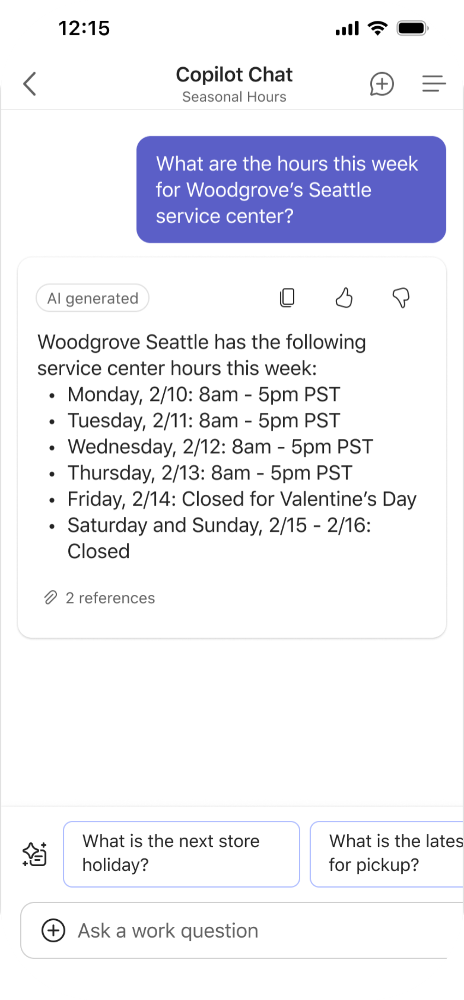 12:15
Copilot Chat
Seasonal Hours
What are the hours this week
for Woodgrove’s Seattle
service center?
AI generated
Woodgrove Seattle has the following
service center hours this week:
• Monday, 2/10: 8am - 5pm PST
• Tuesday, 2/11: 8am - 5pm PST
• Wednesday, 2/12: 8am - 5pm PST
• Thursday, 2/13: 8am - 5pm PST
• Friday, 2/14: Closed for Valentine’s Day
• Saturday and Sunday, 2/15 - 2/16:
Closed
2 references
What is the next store
holiday?
What is the lates
for pickup?
Ask a work question